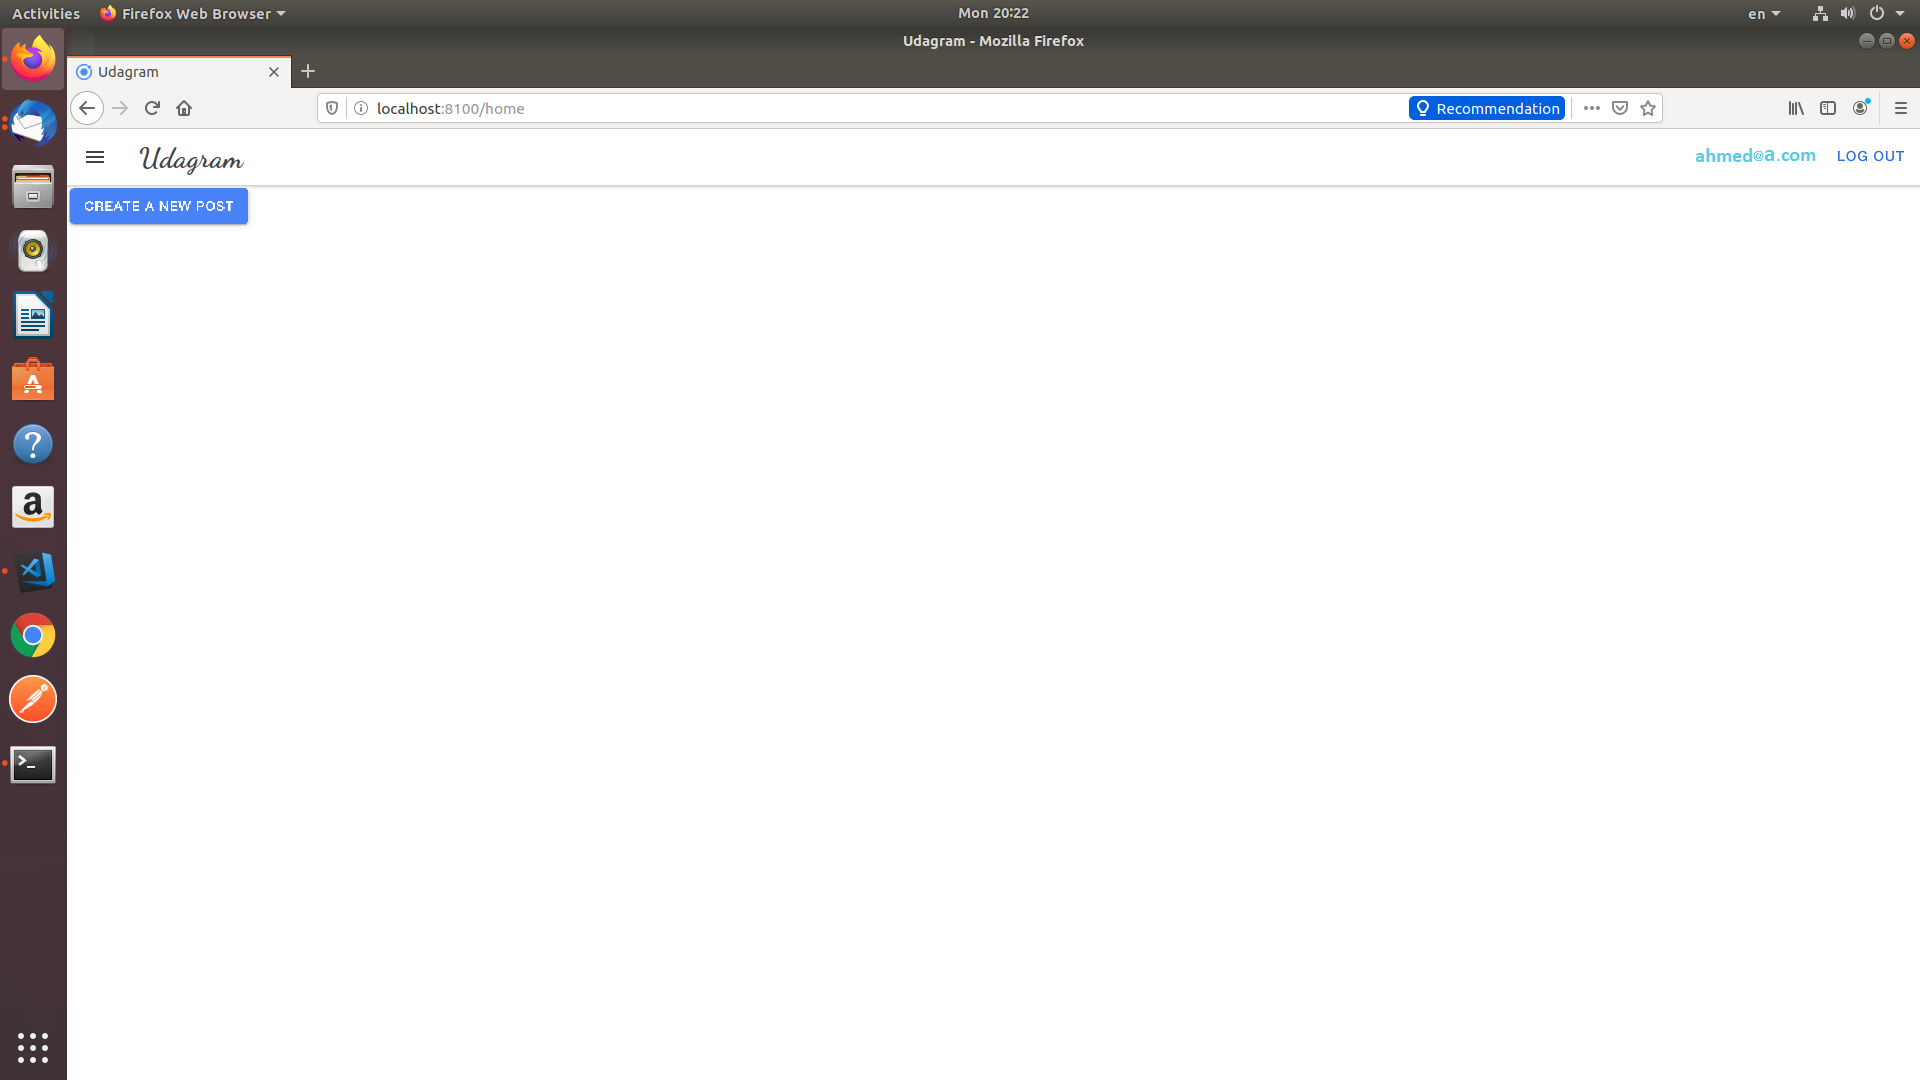 Activities Firefox Web Browser Mon 20:22 en
Udagram - Mozilla Firefox
Udagram
localhost:8100/home Recommendation
Udagram ahmed@a.com LOG OUT
CREATE A NEW POST